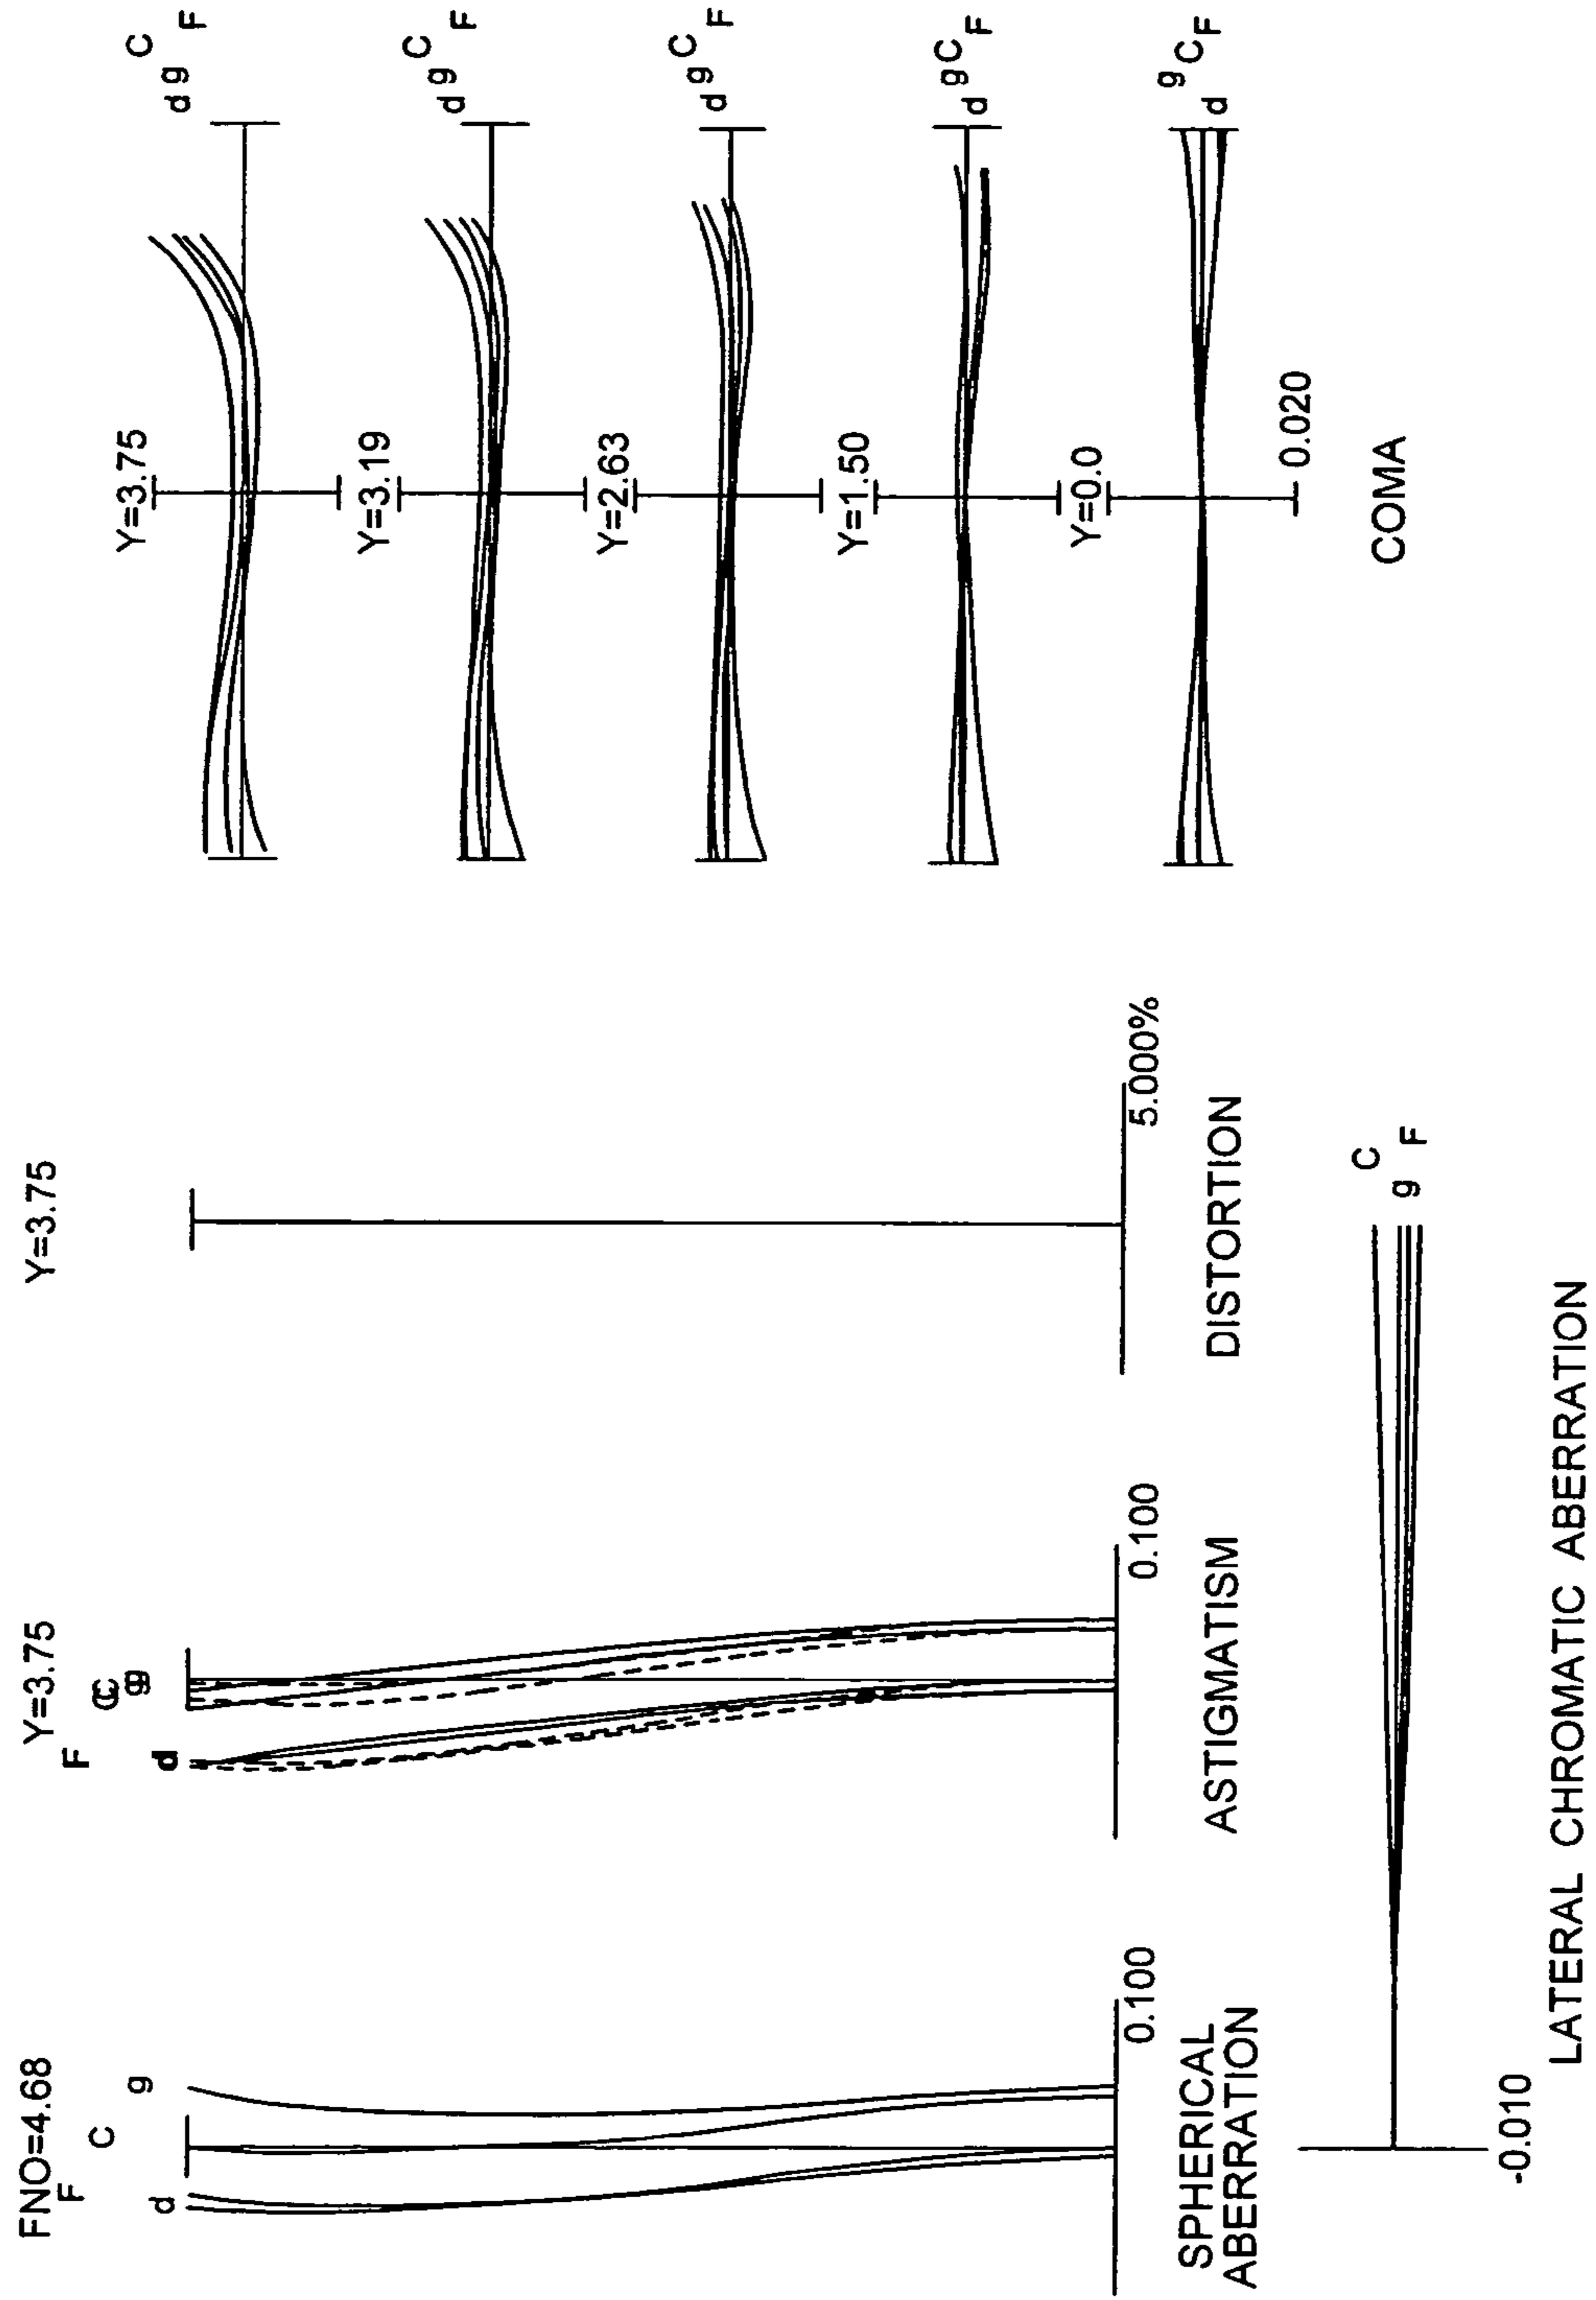 FNO=4.68
F
C
g
d
0.100
SPHERICAL
ABERRATION
Y=3.75
F
C
g
d
0.100
ASTIGMATISM
Y=3.75
5.000%
DISTORTION
Y=3.75
d g C F
Y=3.19
d g C F
Y=2.63
d g C F
Y=1.50
d g C F
Y=0.0
d g C F
0.020
COMA
C
g F
-0.010
LATERAL CHROMATIC ABERRATION